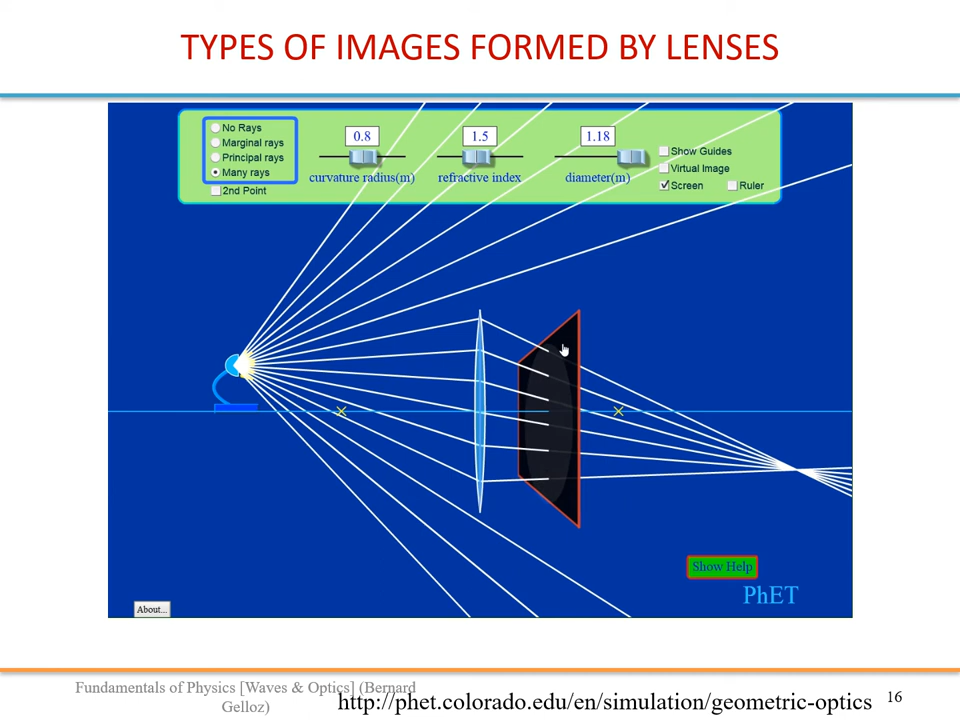 TYPES OF IMAGES FORMED BY LENSES
No Rays
Marginal rays
Principal rays
Many rays
2nd Point
0.8
curvature radius(m)
1.5
refractive index
1.18
diameter(m)
Show Guides
Virtual Image
Screen
Ruler
Show Help
PhET
About...
Fundamentals of Physics [Waves & Optics] (Bernard
Gelloz)
http://phet.colorado.edu/en/simulation/geometric-optics
16